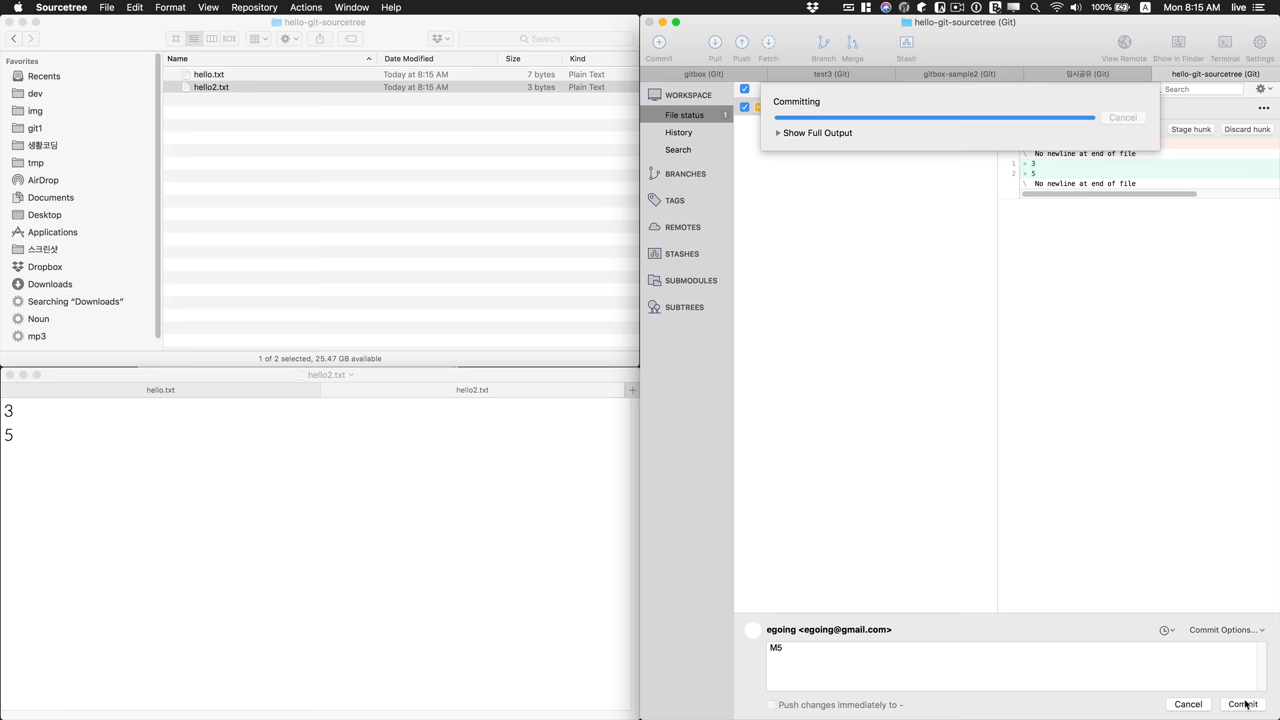 Sourcetree File Edit View Repository Actions Window Help 100% Mon 8:15 AM live
hello-git-sourcetree
Search
Favorites
Recents
dev
img
git1
생활코딩
tmp
AirDrop
Documents
Desktop
Applications
스크린샷
Dropbox
Downloads
Searching “Downloads”
Noun
mp3
Name Date Modified Size Kind
hello.txt Today at 8:15 AM 7 bytes Plain Text
hello2.txt Today at 8:15 AM 3 bytes Plain Text
1 of 2 selected, 25.47 GB available
hello2.txt
hello.txt hello2.txt
3
5
hello-git-sourcetree (Git)
Commit Pull Push Fetch Branch Merge Stash View Remote Show in Finder Terminal Settings
gitbox (Git) test3 (Git) gitbox-sample2 (Git) 임시공유 (Git) hello-git-sourcetree (Git)
WORKSPACE
File status 1
History
Search
BRANCHES
TAGS
REMOTES
STASHES
SUBMODULES
SUBTREES
Search
Committing
Cancel
Show Full Output
Stage hunk Discard hunk
\ No newline at end of file
1 + 3
2 + 5
\ No newline at end of file
egoing <egoing@gmail.com>
Commit Options...
M5
Push changes immediately to -
Cancel Commit